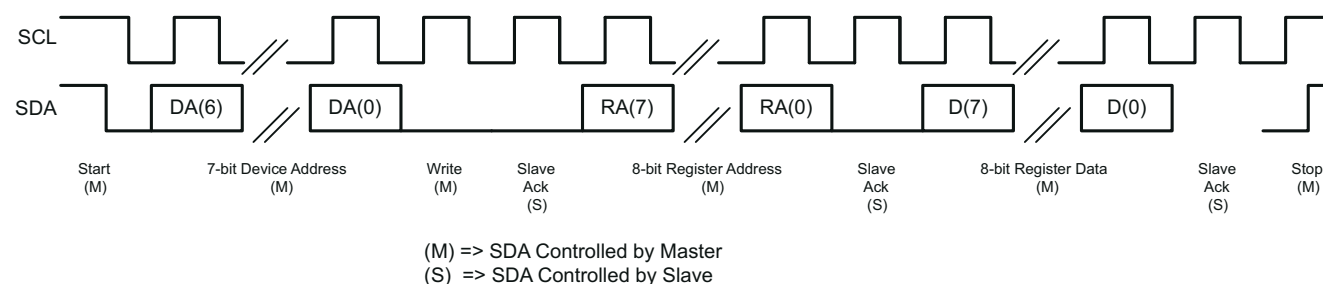 SCL
SDA
DA(6)
DA(0)
RA(7)
RA(0)
D(7)
D(0)
Start
(M)
7-bit Device Address
(M)
Write
(M)
Slave
Ack
(S)
8-bit Register Address
(M)
Slave
Ack
(S)
8-bit Register Data
(M)
Slave
Ack
(S)
Stop
(M)
(M) => SDA Controlled by Master
(S) => SDA Controlled by Slave